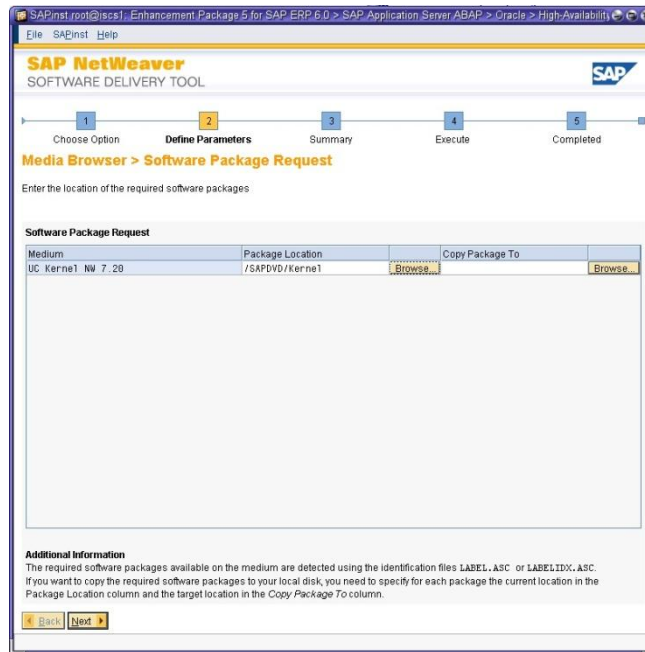 SAPinst root@iscs1: Enhancement Package 5 for SAP ERP 6.0 > SAP Application Server ABAP > Oracle > High-Availability
File SAPinst Help
SAP NetWeaver
SOFTWARE DELIVERY TOOL
SAP
1 2 3 4 5
Choose Option Define Parameters Summary Execute Completed
Media Browser > Software Package Request
Enter the location of the required software packages
Software Package Request
Medium Package Location Copy Package To
UC Kernel NW 7.20 /SAPDVD/Kernel Browse... Browse...
Additional Information
The required software packages available on the medium are detected using the identification files LABEL.ASC or LABELIDX.ASC.
If you want to copy the required software packages to your local disk, you need to specify for each package the current location in the
Package Location column and the target location in the Copy Package To column.
Back Next